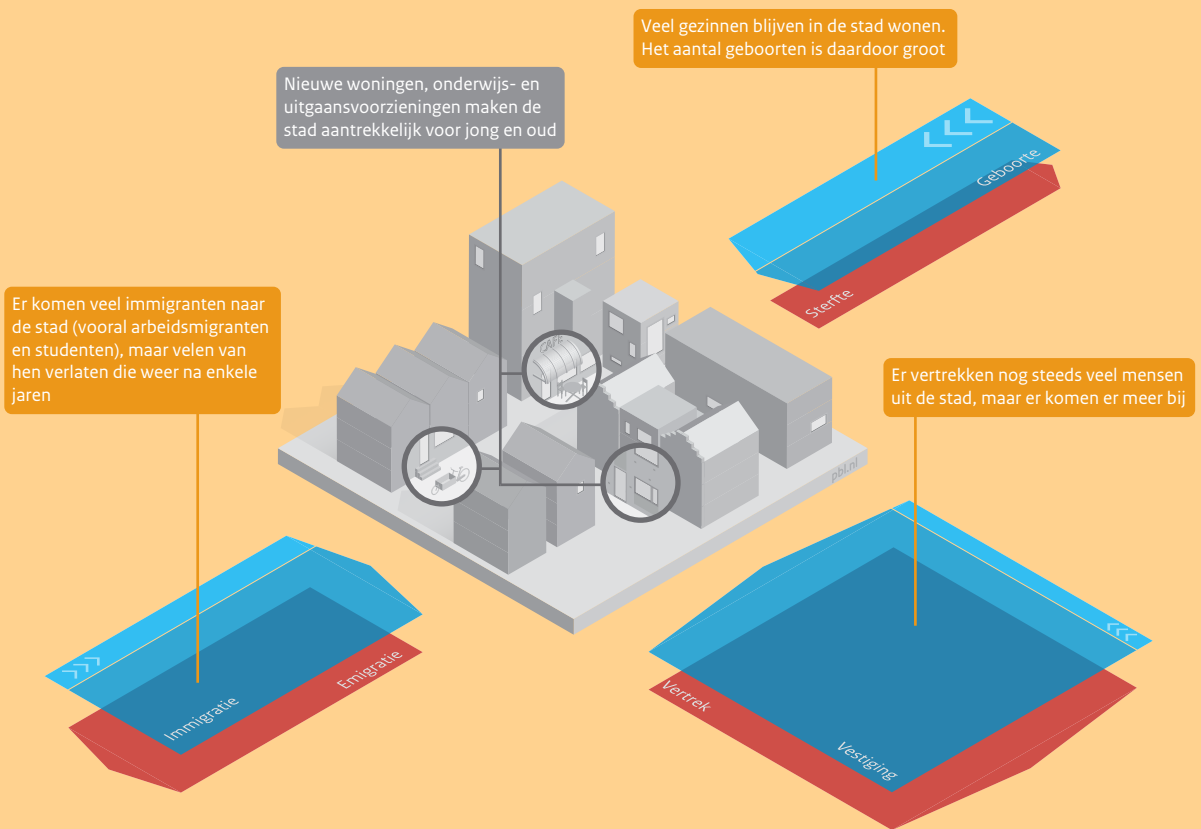 Veel gezinnen blijven in de stad wonen.
Het aantal geboorten is daardoor groot
Nieuwe woningen, onderwijs- en
uitgaansvoorzieningen maken de
stad aantrekkelijk voor jong en oud
Geboorte
Sterfte
Er komen veel immigranten naar
de stad (vooral arbeidsmigranten
en studenten), maar velen van
hen verlaten die weer na enkele
jaren
CAFE
Er vertrekken nog steeds veel mensen
uit de stad, maar er komen er meer bij
pbl.nl
Emigratie
Immigratie
Vertrek
Vestiging